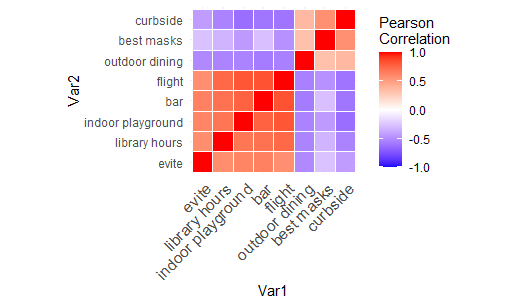 curbside
best masks
outdoor dining
flight
bar
indoor playground
library hours
evite
Var2
evite
library hours
indoor playground
bar
flight
outdoor dining
best masks
curbside
Var1
Pearson
Correlation
1.0
0.5
0.0
-0.5
-1.0